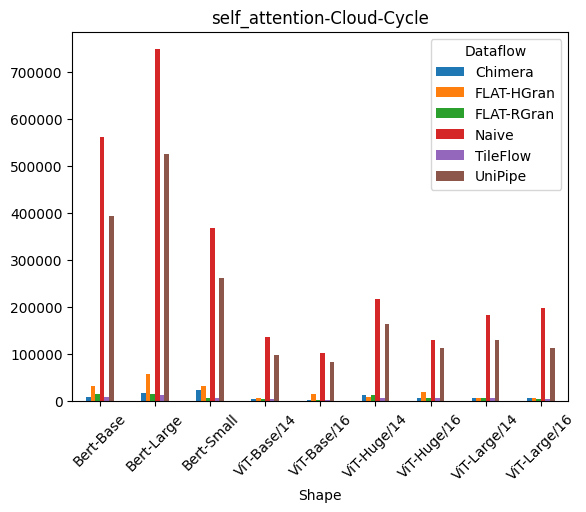 self_attention-Cloud-Cycle
Dataflow
Chimera
FLAT-HGran
FLAT-RGran
Naive
TileFlow
UniPipe
700000
600000
500000
400000
300000
200000
100000
0
Bert-Base
Bert-Large
Bert-Small
ViT-Base/14
ViT-Base/16
ViT-Huge/14
ViT-Huge/16
ViT-Large/14
ViT-Large/16
Shape